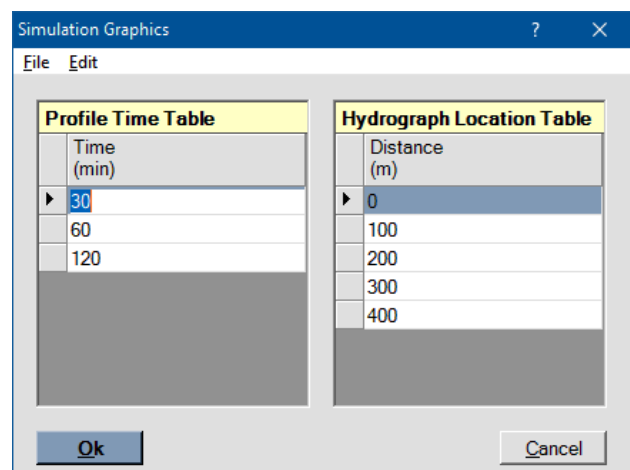 Simulation Graphics ? ×
File Edit
Profile Time Table
Time
(min)
30
60
120
Hydrograph Location Table
Distance
(m)
0
100
200
300
400
Ok
Cancel